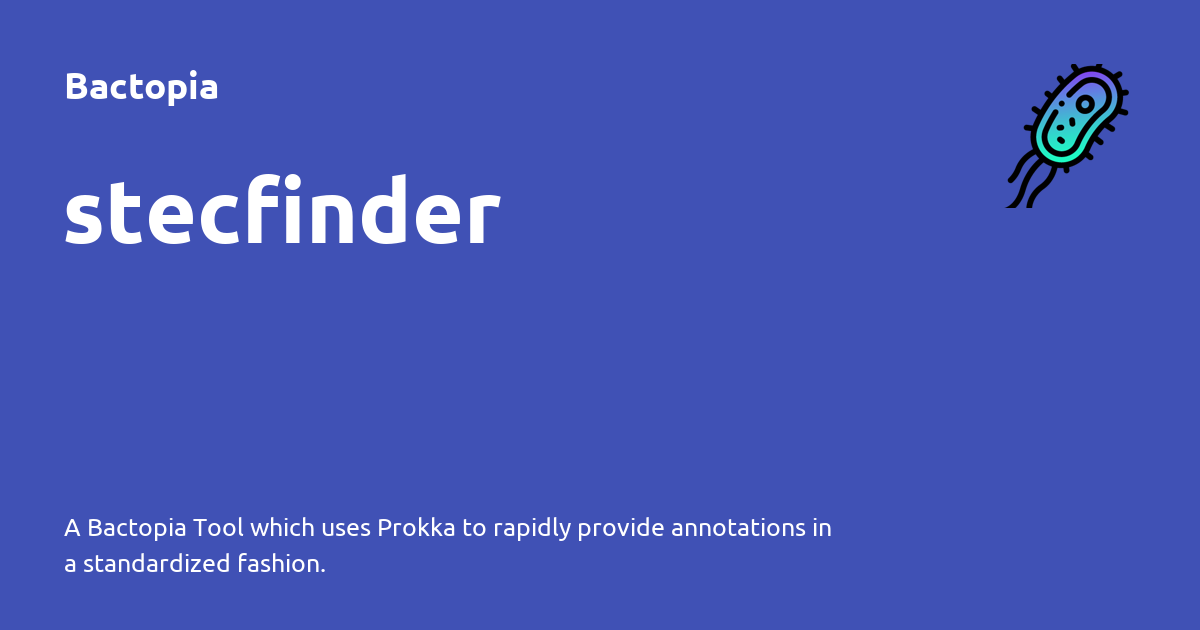 Bactopia
stecfinder
A Bactopia Tool which uses Prokka to rapidly provide annotations in
a standardized fashion.